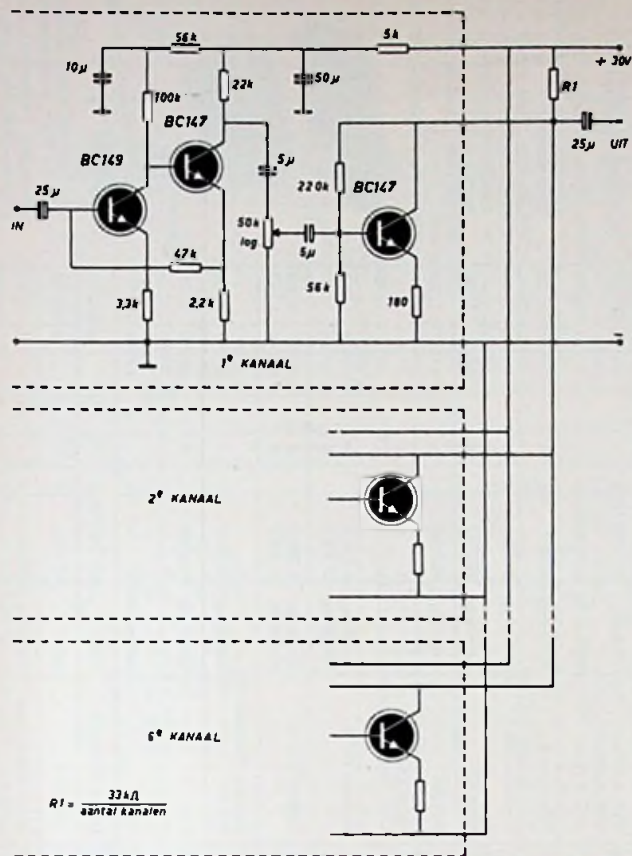 56k
5k
+ 30V
10µ
100k
22k
50µ
R1
BC147
BC149
5µ
25µ
UIT
25µ
220k
BC147
IN
50k
log
5µ
47k
56k
3,3k
2,2k
180
-
1e KANAAL
2e KANAAL
6e KANAAL
R1 = 33kΩ
aantal kanalen